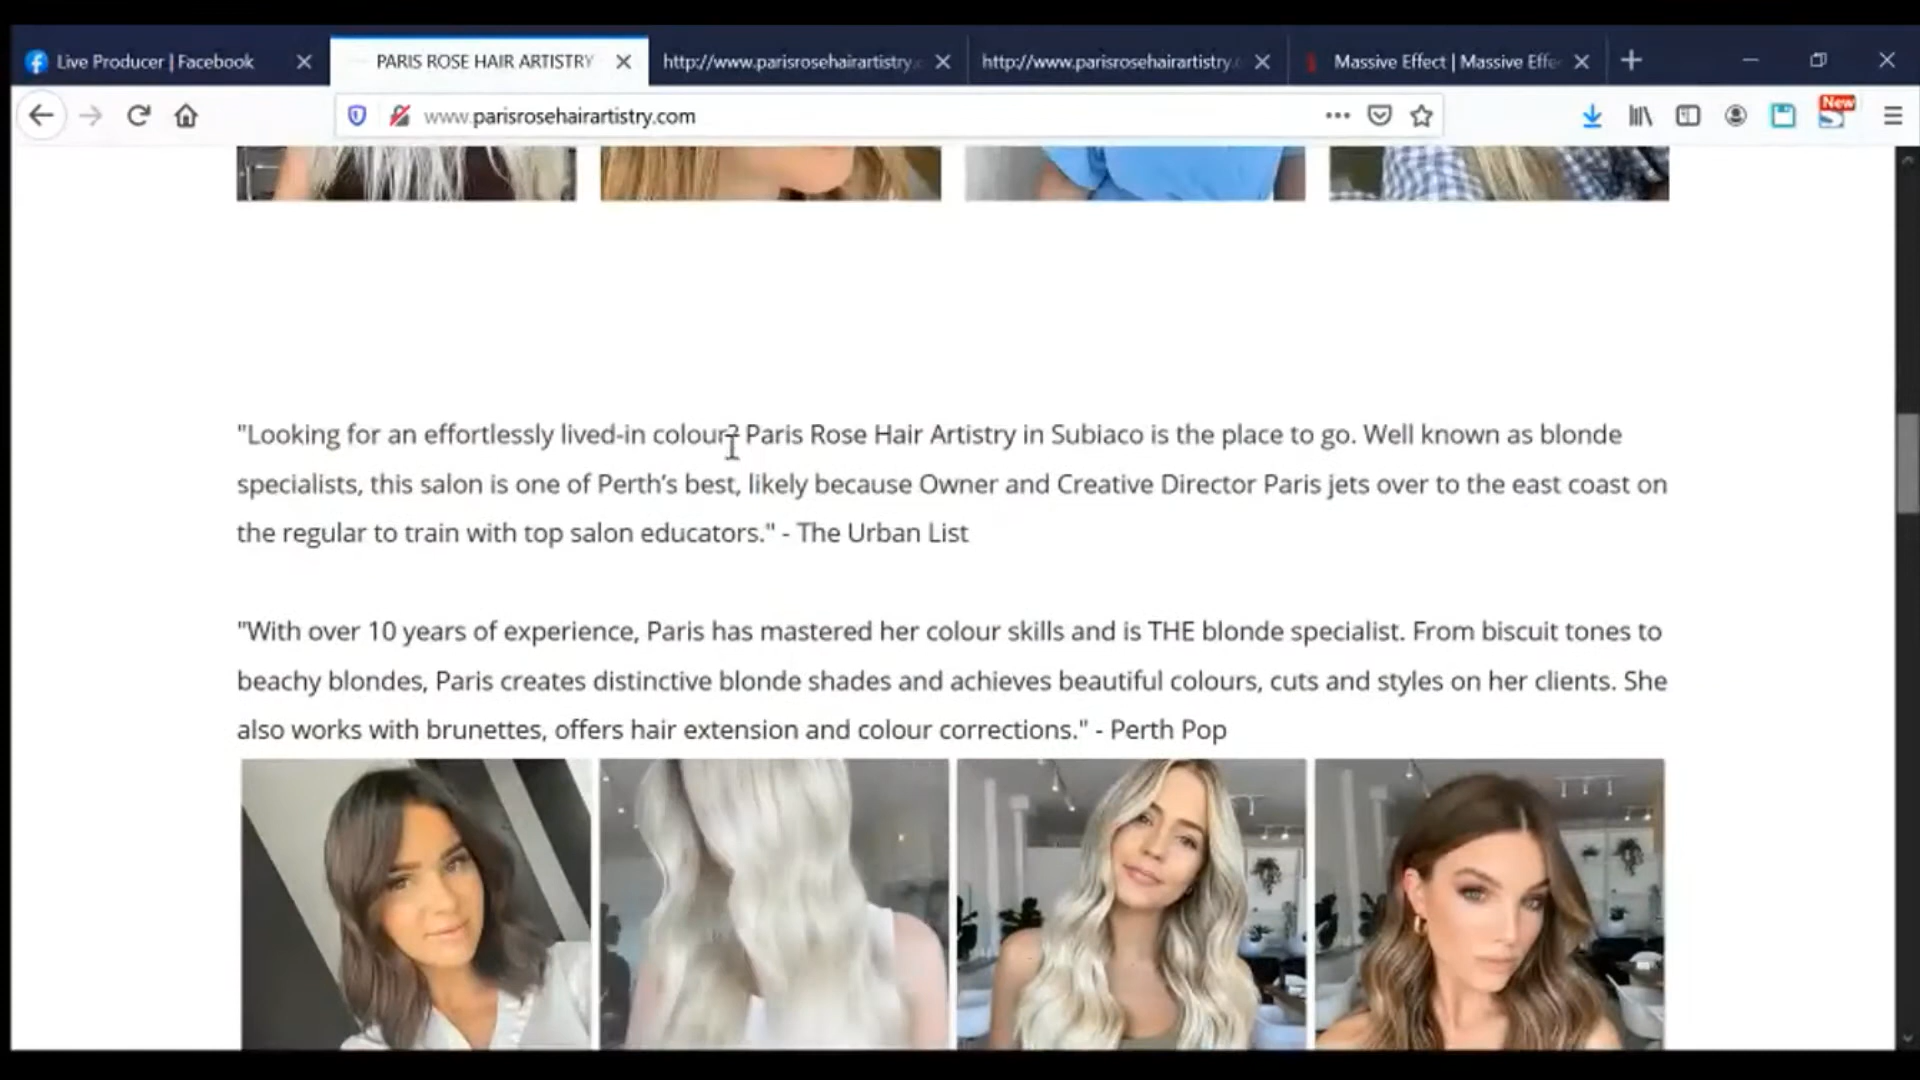 Live Producer | Facebook
PARIS ROSE HAIR ARTISTRY
http://www.parisrosehairartistry.
http://www.parisrosehairartistry.
Massive Effect | Massive Effe
www.parisrosehairartistry.com
New
"Looking for an effortlessly lived-in colour? Paris Rose Hair Artistry in Subiaco is the place to go. Well known as blonde
specialists, this salon is one of Perth's best, likely because Owner and Creative Director Paris jets over to the east coast on
the regular to train with top salon educators." - The Urban List
"With over 10 years of experience, Paris has mastered her colour skills and is THE blonde specialist. From biscuit tones to
beachy blondes, Paris creates distinctive blonde shades and achieves beautiful colours, cuts and styles on her clients. She
also works with brunettes, offers hair extension and colour corrections." - Perth Pop